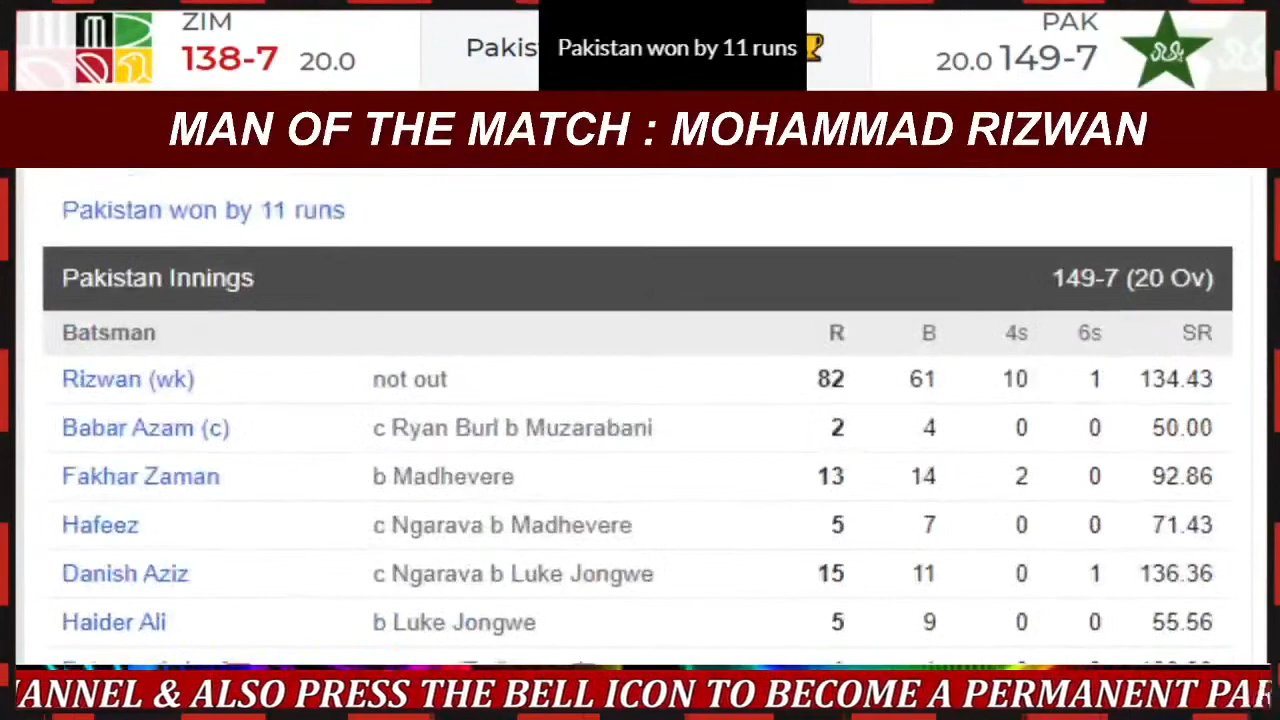 ZIM
138-7 20.0
Pakis
Pakistan won by 11 runs
PAK
20.0 149-7
MAN OF THE MATCH : MOHAMMAD RIZWAN
Pakistan won by 11 runs
Pakistan Innings 149-7 (20 Ov)
Batsman R B 4s 6s SR
Rizwan (wk) not out 82 61 10 1 134.43
Babar Azam (c) c Ryan Burl b Muzarabani 2 4 0 0 50.00
Fakhar Zaman b Madhevere 13 14 2 0 92.86
Hafeez c Ngarava b Madhevere 5 7 0 0 71.43
Danish Aziz c Ngarava b Luke Jongwe 15 11 0 1 136.36
Haider Ali b Luke Jongwe 5 9 0 0 55.56
ANNEL & ALSO PRESS THE BELL ICON TO BECOME A PERMANENT PAR